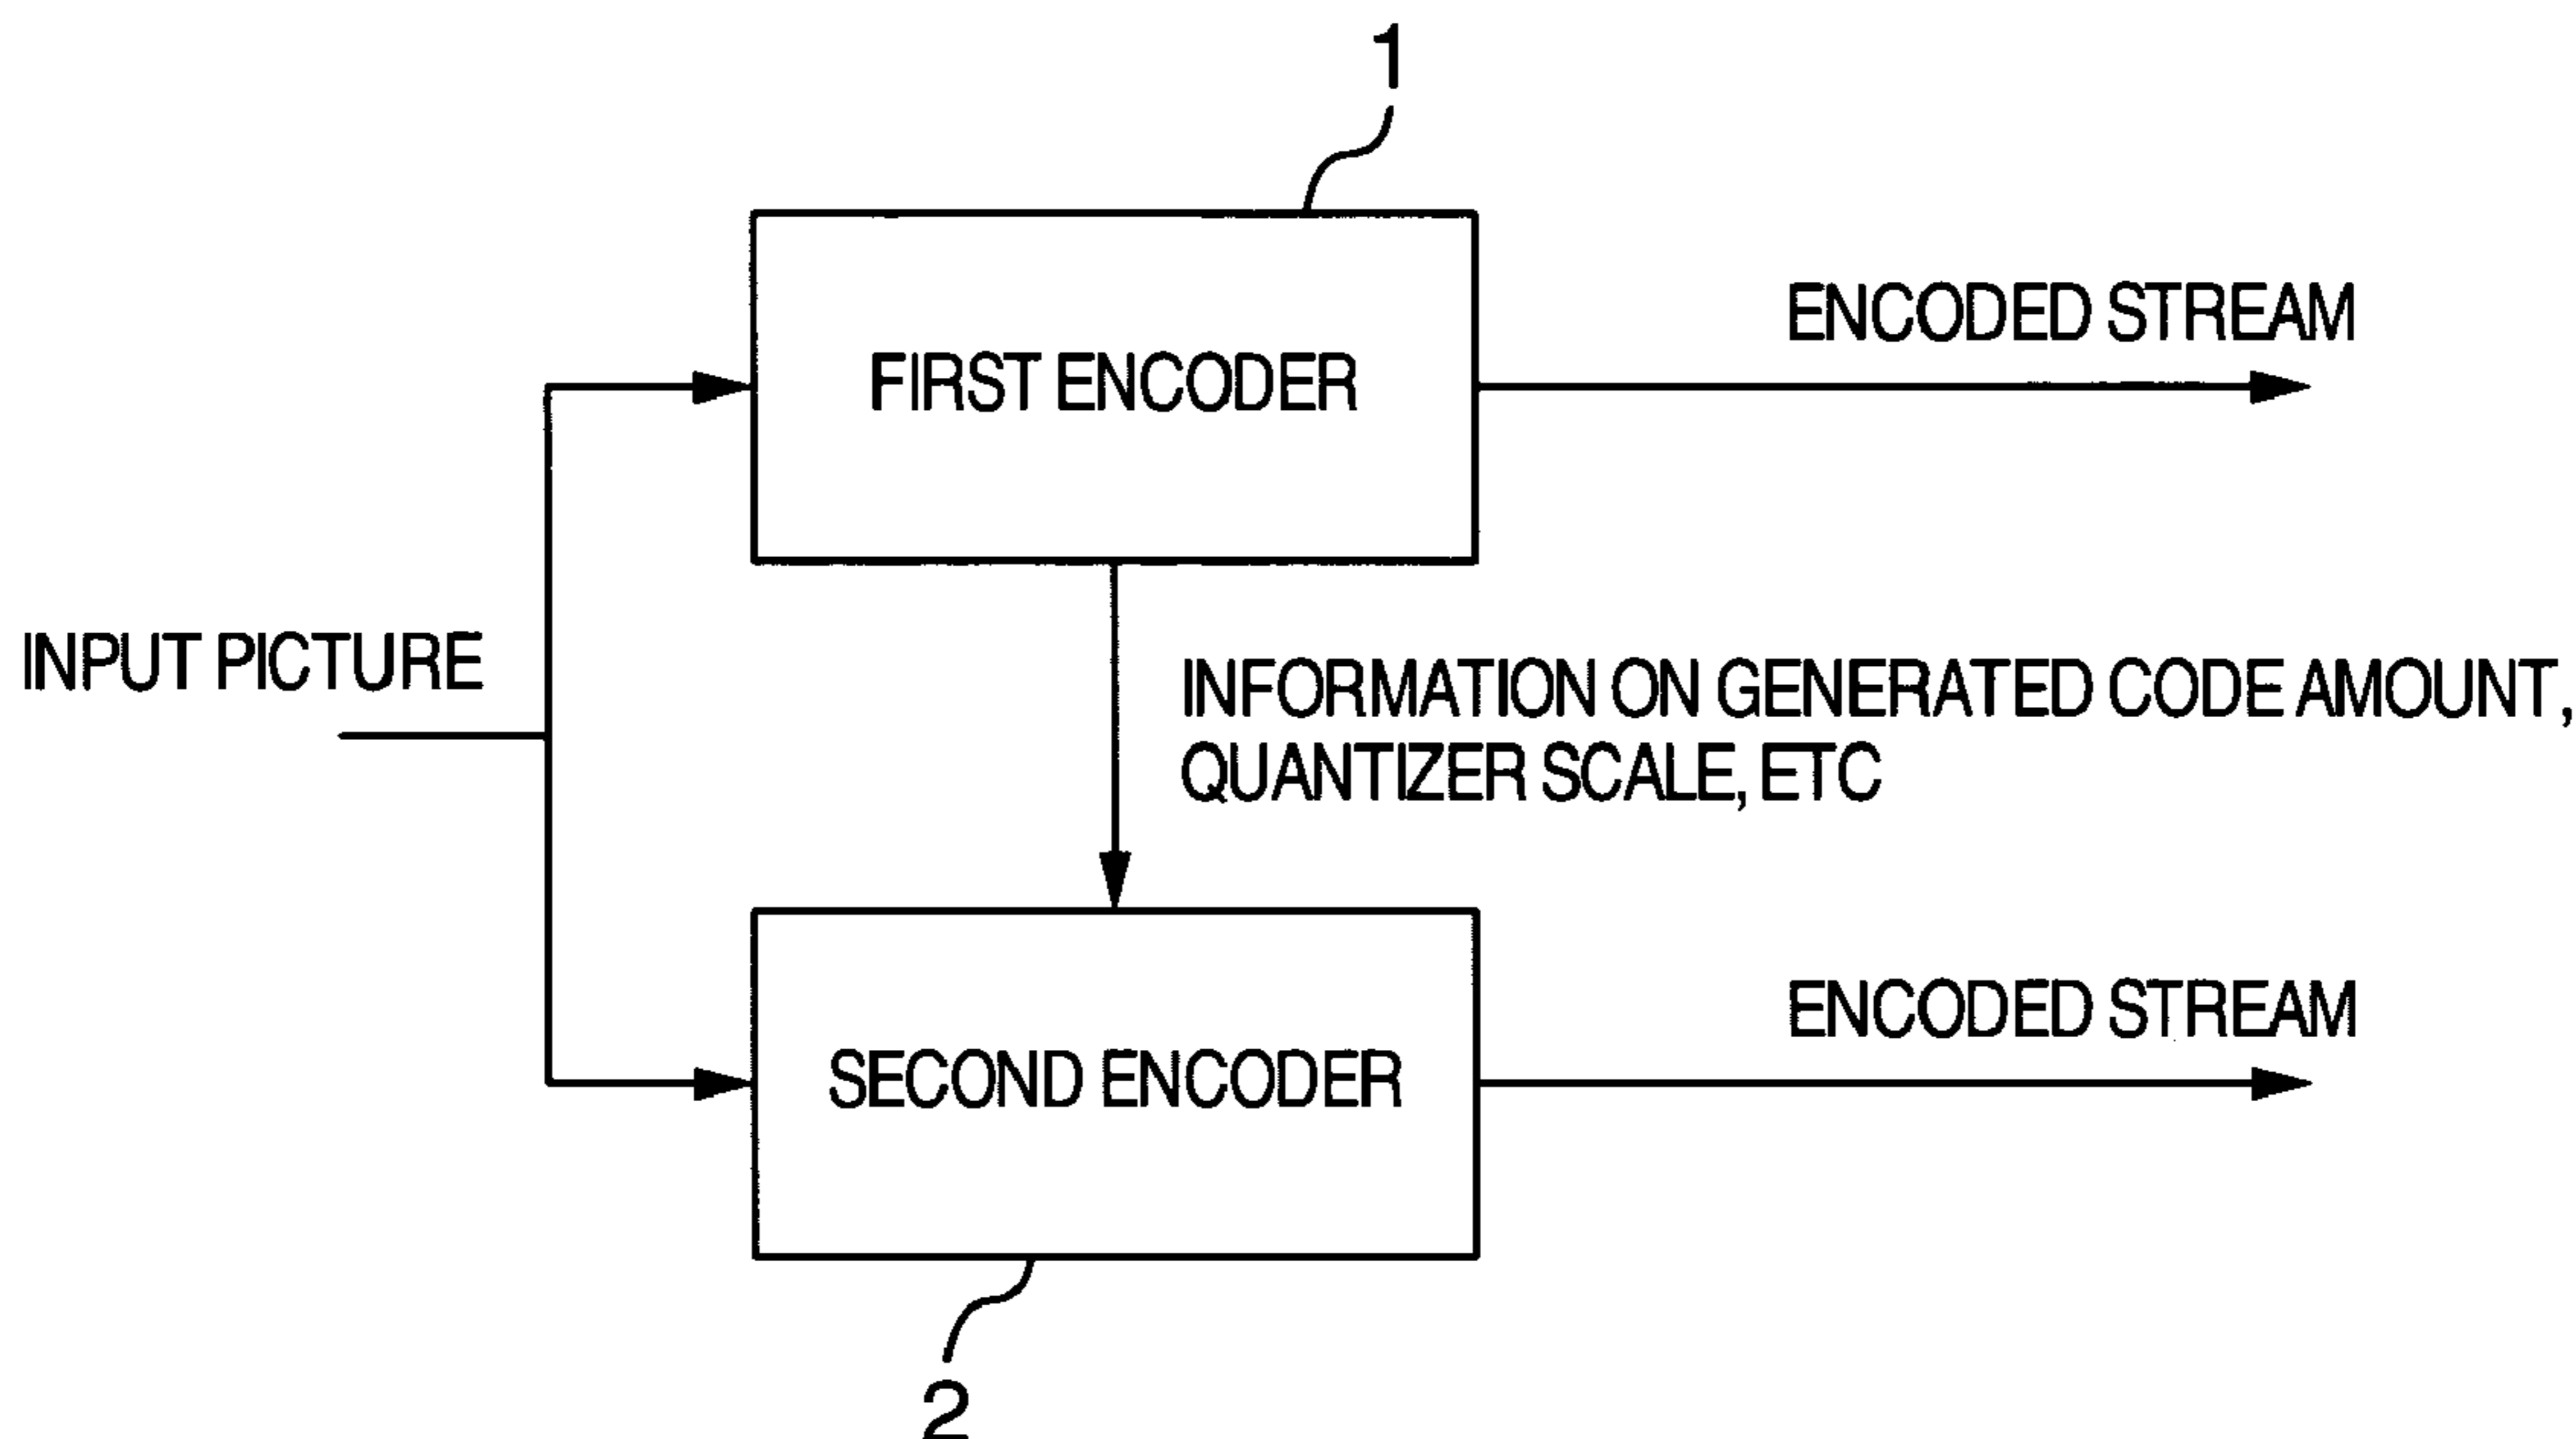 1
ENCODED STREAM
FIRST ENCODER
INPUT PICTURE
INFORMATION ON GENERATED CODE AMOUNT,
QUANTIZER SCALE, ETC
ENCODED STREAM
SECOND ENCODER
2